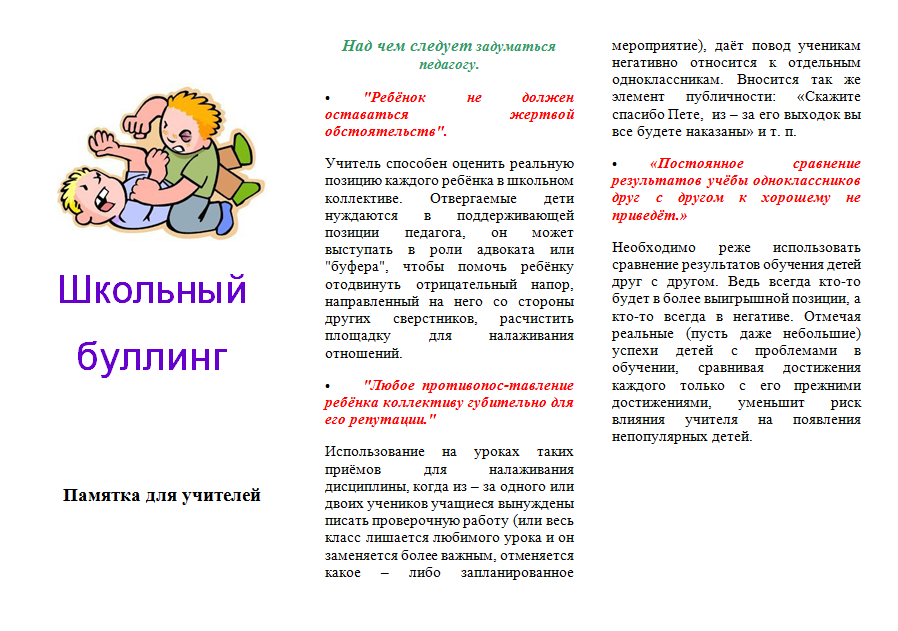 Школьный
буллинг
Памятка для учителей
Над чем следует задуматься
педагогу.
• "Ребёнок не должен
оставаться жертвой
обстоятельств".
Учитель способен оценить реальную
позицию каждого ребёнка в школьном
коллективе. Отвергаемые дети
нуждаются в поддерживающей
позиции педагога, он может
выступать в роли адвоката или
"буфера", чтобы помочь ребёнку
отодвинуть отрицательный напор,
направленный на него со стороны
других сверстников, расчистить
площадку для налаживания
отношений.
• "Любое противопос-тавление
ребёнка коллективу губительно для
его репутации."
Использование на уроках таких
приёмов для налаживания
дисциплины, когда из – за одного или
двоих учеников учащиеся вынуждены
писать проверочную работу (или весь
класс лишается любимого урока и он
заменяется более важным, отменяется
какое – либо запланированное
мероприятие), даёт повод ученикам
негативно относится к отдельным
одноклассникам. Вносится так же
элемент публичности: «Скажите
спасибо Пете, из – за его выходок вы
все будете наказаны» и т. п.
• «Постоянное сравнение
результатов учёбы одноклассников
друг с другом к хорошему не
приведёт.»
Необходимо реже использовать
сравнение результатов обучения детей
друг с другом. Ведь всегда кто-то
будет в более выигрышной позиции, а
кто-то всегда в негативе. Отмечая
реальные (пусть даже небольшие)
успехи детей с проблемами в
обучении, сравнивая достижения
каждого только с его прежними
достижениями, уменьшит риск
влияния учителя на появления
непопулярных детей.